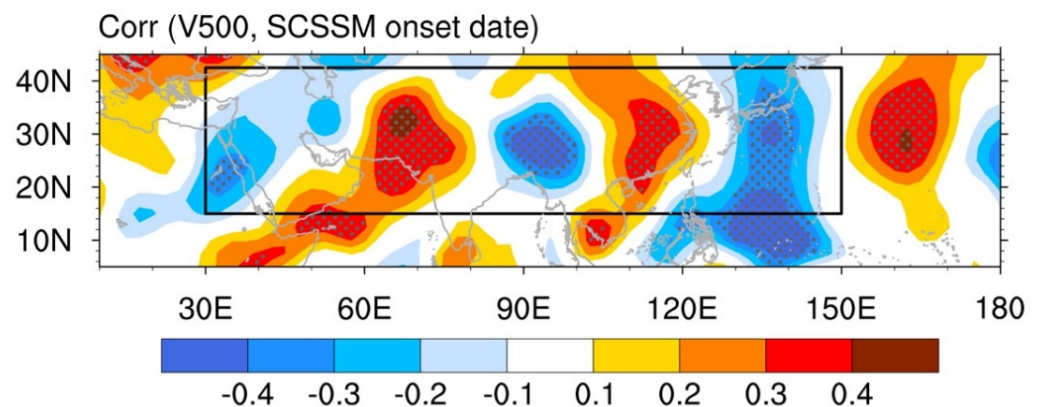 Corr (V500, SCSSM onset date)
40N
30N
20N
10N
30E 60E 90E 120E 150E 180
-0.4 -0.3 -0.2 -0.1 0.1 0.2 0.3 0.4